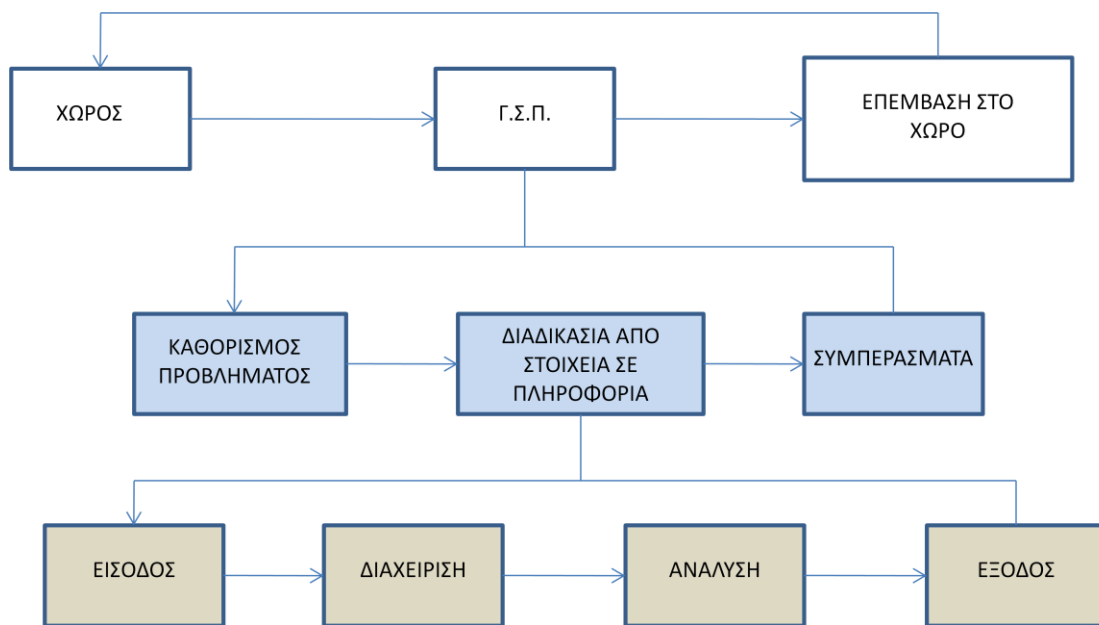 ΧΩΡΟΣ
Γ.Σ.Π.
ΕΠΕΜΒΑΣΗ ΣΤΟ
ΧΩΡΟ
ΚΑΘΟΡΙΣΜΟΣ
ΠΡΟΒΛΗΜΑΤΟΣ
ΔΙΑΔΙΚΑΣΙΑ ΑΠΟ
ΣΤΟΙΧΕΙΑ ΣΕ
ΠΛΗΡΟΦΟΡΙΑ
ΣΥΜΠΕΡΑΣΜΑΤΑ
ΕΙΣΟΔΟΣ
ΔΙΑΧΕΙΡΙΣΗ
ΑΝΑΛΥΣΗ
ΕΞΟΔΟΣ